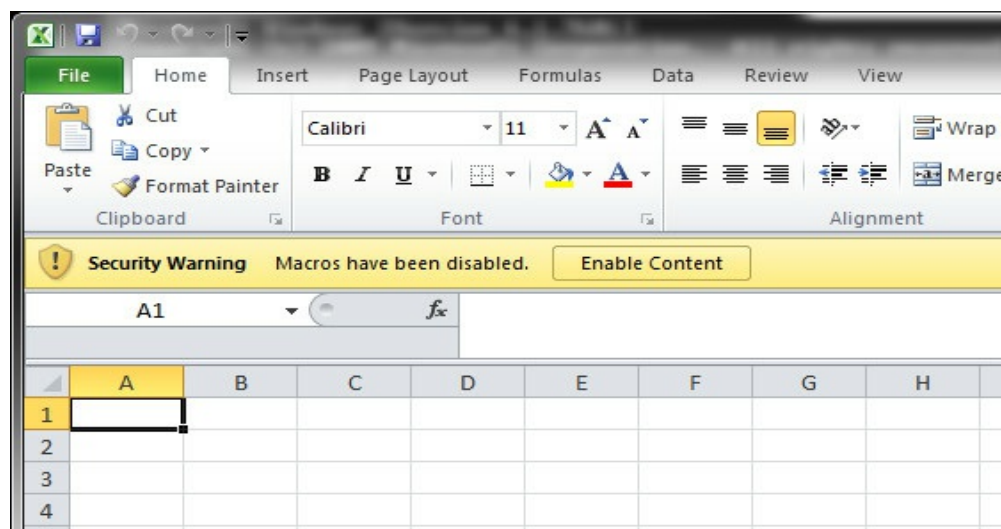 File Home Insert Page Layout Formulas Data Review View
Cut
Calibri 11 A A Wrap
Copy
Paste
Format Painter
B I U A Merge
Clipboard Font Alignment
Security Warning Macros have been disabled. Enable Content
A1 fx
A B C D E F G H
1
2
3
4